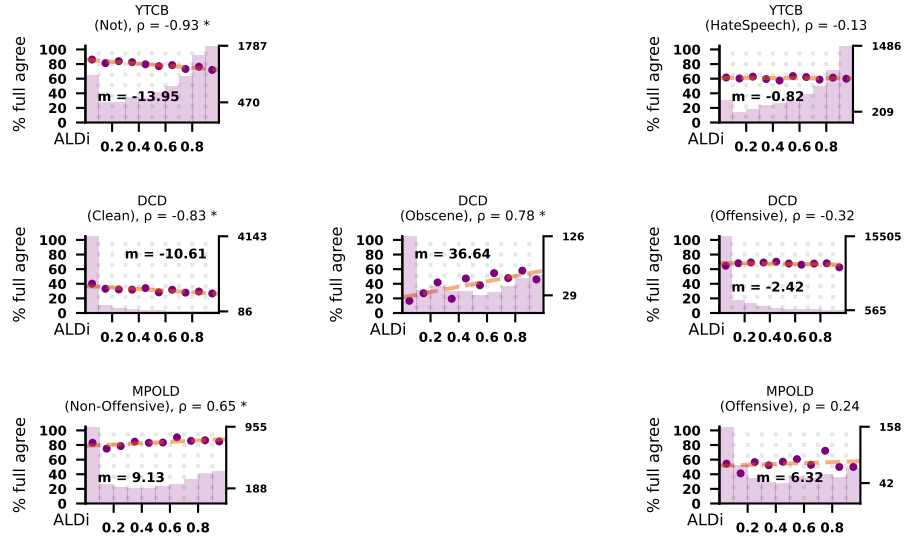 YTCB
(Not), ρ = -0.93 *
% full agree
100
80
60
40
20
0
m = -13.95
1787
470
ALDi
0.2 0.4 0.6 0.8
YTCB
(HateSpeech), ρ = -0.13
% full agree
100
80
60
40
20
0
m = -0.82
1486
209
ALDi
0.2 0.4 0.6 0.8
DCD
(Clean), ρ = -0.83 *
% full agree
100
80
60
40
20
0
m = -10.61
4143
86
ALDi
0.2 0.4 0.6 0.8
DCD
(Obscene), ρ = 0.78 *
% full agree
100
80
60
40
20
0
m = 36.64
126
29
ALDi
0.2 0.4 0.6 0.8
DCD
(Offensive), ρ = -0.32
% full agree
100
80
60
40
20
0
m = -2.42
15505
565
ALDi
0.2 0.4 0.6 0.8
MPOLD
(Non-Offensive), ρ = 0.65 *
% full agree
100
80
60
40
20
0
m = 9.13
955
188
ALDi
0.2 0.4 0.6 0.8
MPOLD
(Offensive), ρ = 0.24
% full agree
100
80
60
40
20
0
m = 6.32
158
42
ALDi
0.2 0.4 0.6 0.8